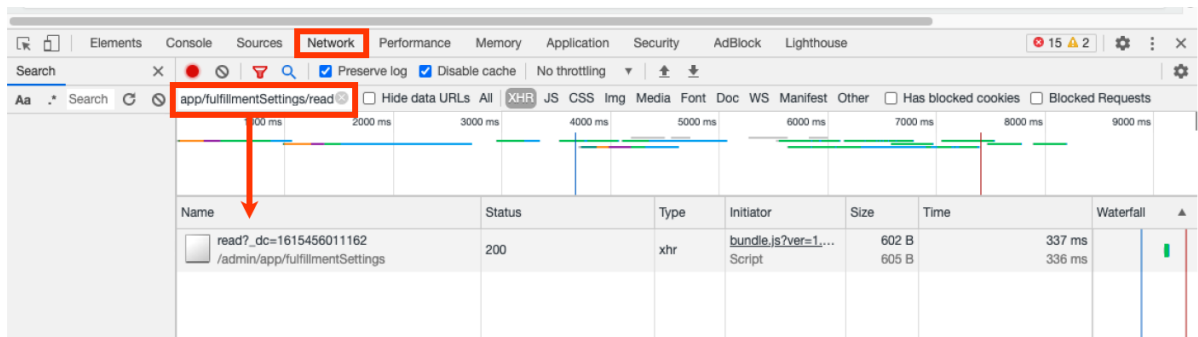 Elements Console Sources Network Performance Memory Application Security AdBlock Lighthouse 15 2
Search Preserve log Disable cache No throttling
Aa .* Search app/fulfillmentSettings/read Hide data URLs All XHR JS CSS Img Media Font Doc WS Manifest Other Has blocked cookies Blocked Requests
1000 ms 2000 ms 3000 ms 4000 ms 5000 ms 6000 ms 7000 ms 8000 ms 9000 ms
Name Status Type Initiator Size Time Waterfall
read?_dc=1615456011162 200 xhr bundle.js?ver=1.... 602 B 337 ms
/admin/app/fulfillmentSettings Script 605 B 336 ms